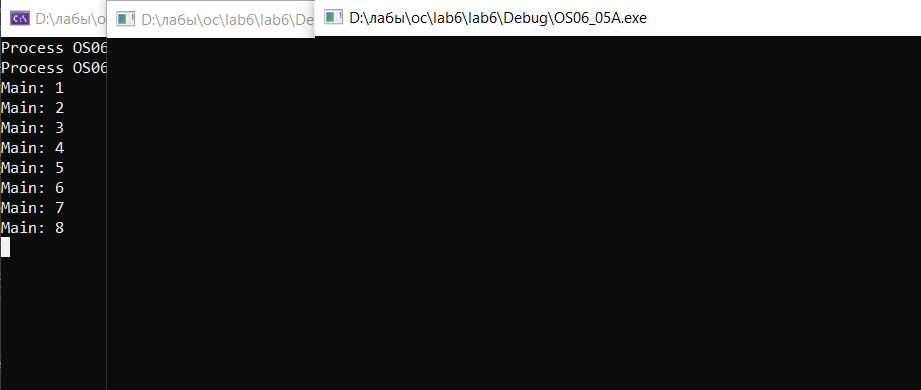 D:\лабы\ос
D:\лабы\ос\lab6\lab6\De
D:\лабы\ос\lab6\lab6\Debug\OS06_05A.exe
Process OS06
Process OS06
Main: 1
Main: 2
Main: 3
Main: 4
Main: 5
Main: 6
Main: 7
Main: 8